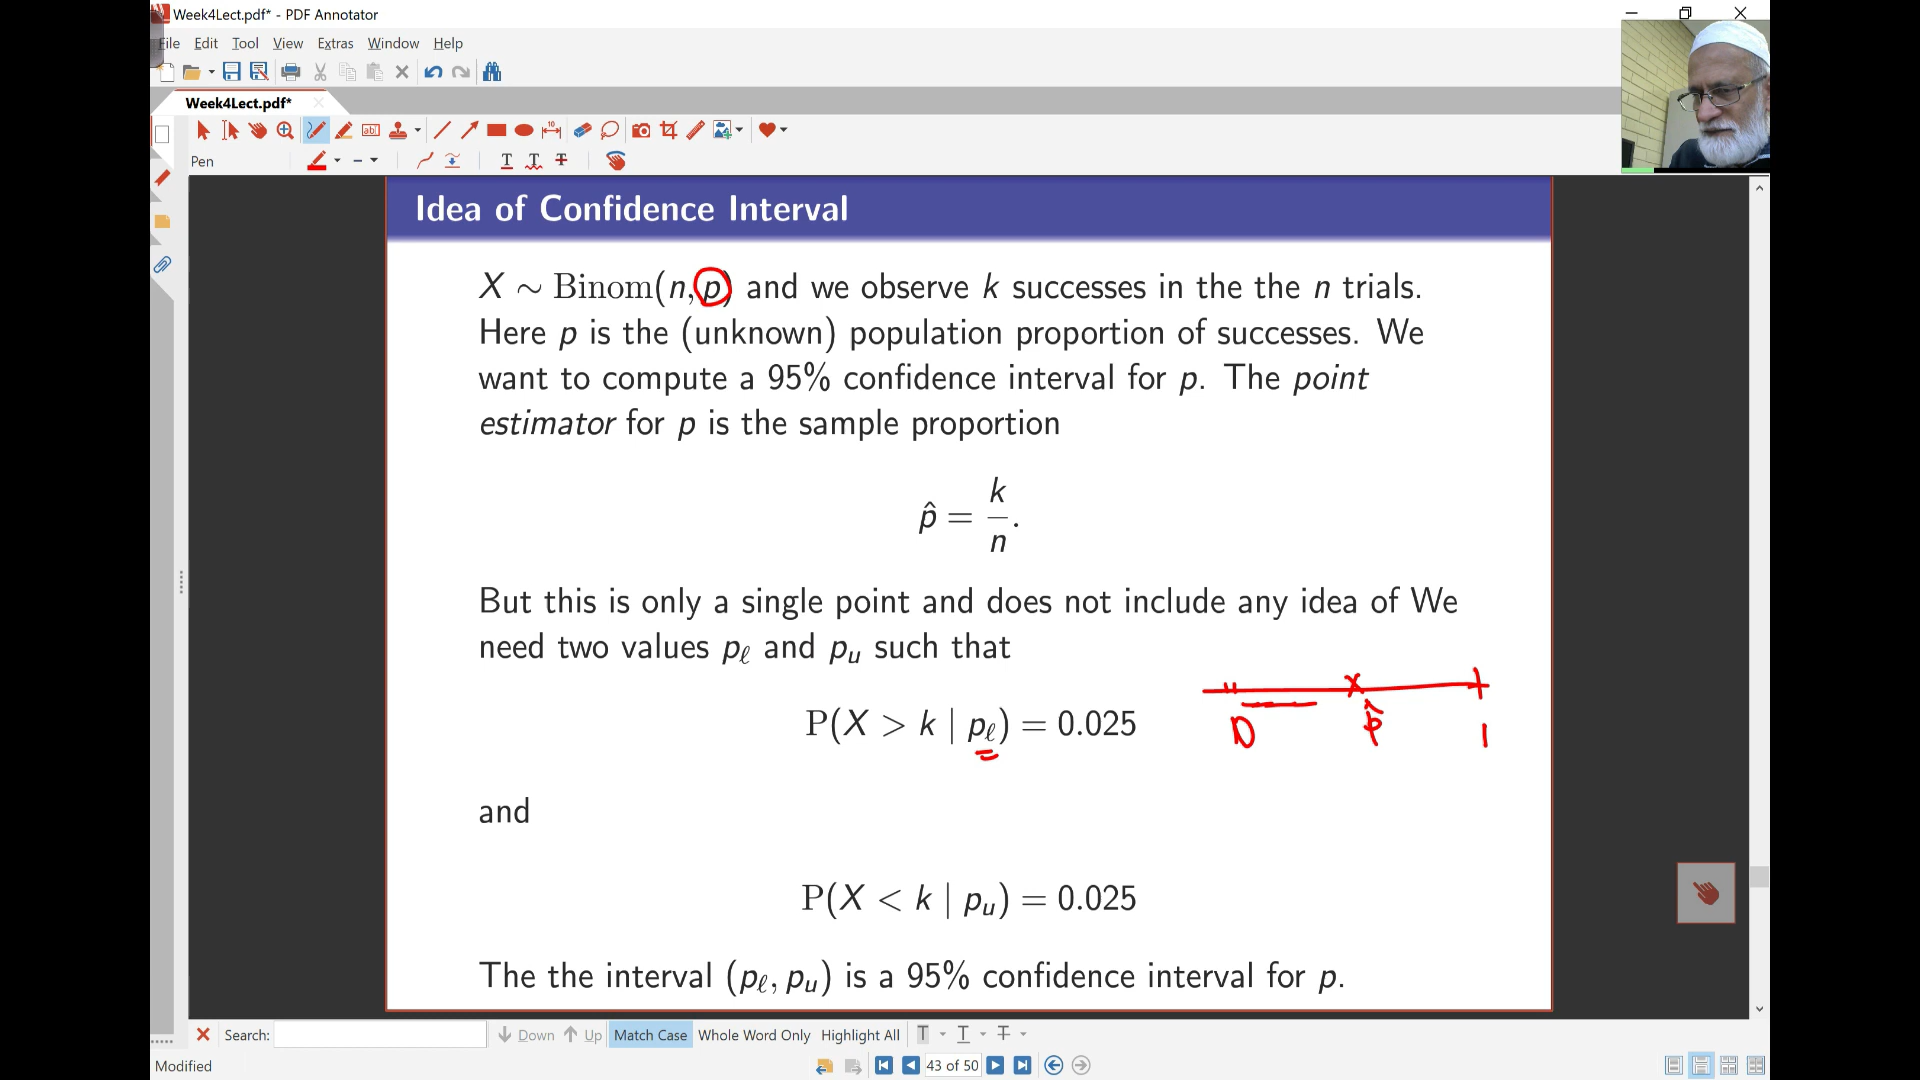 Week4Lect.pdf* - PDF Annotator
File Edit Tool View Extras Window Help
Week4Lect.pdf*
Pen
Idea of Confidence Interval
X ∼ Binom(n, p) and we observe k successes in the the n trials.
Here p is the (unknown) population proportion of successes. We
want to compute a 95% confidence interval for p. The point
estimator for p is the sample proportion
p̂ = k/n.
But this is only a single point and does not include any idea of We
need two values pℓ and pu such that
P(X > k | pℓ) = 0.025
0 p̂ 1
and
P(X < k | pu) = 0.025
The the interval (pℓ, pu) is a 95% confidence interval for p.
Search: Down Up Match Case Whole Word Only Highlight All
Modified 43 of 50